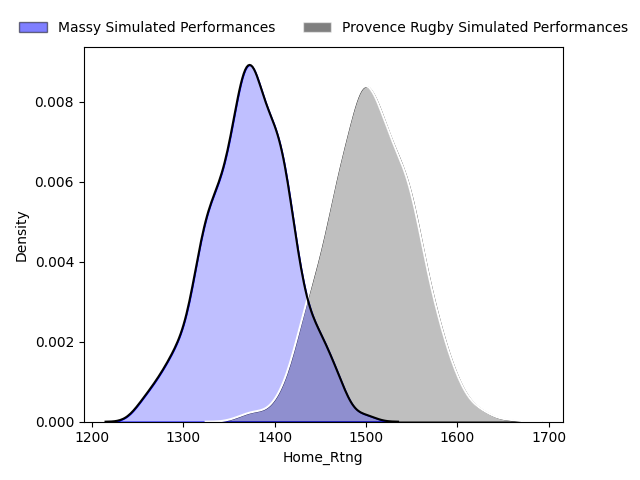 Massy Simulated Performances
Provence Rugby Simulated Performances
0.008
0.006
0.004
0.002
0.000
Density
1200 1300 1400 1500 1600 1700
Home_Rtng